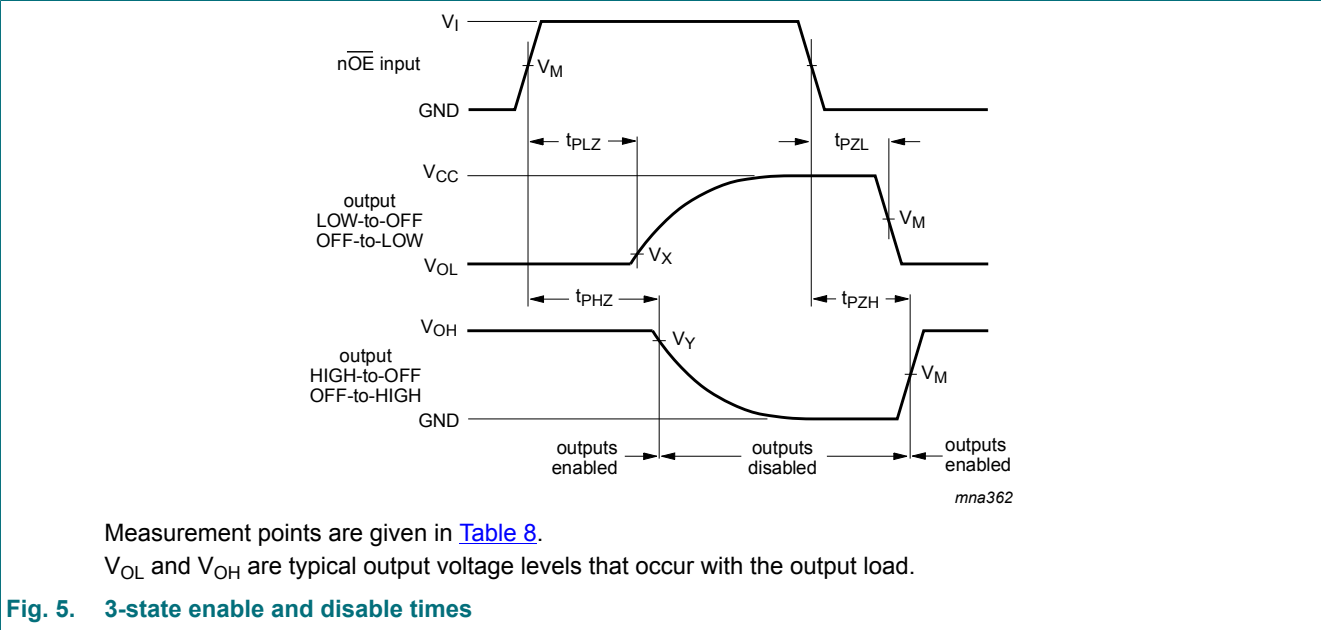 V_I
nOE input
V_M
GND
t_PLZ
t_PZL
V_CC
output
LOW-to-OFF
OFF-to-LOW
V_M
V_X
V_OL
t_PHZ
t_PZH
V_OH
V_Y
output
HIGH-to-OFF
OFF-to-HIGH
V_M
GND
outputs
enabled
outputs
disabled
outputs
enabled
mna362
Measurement points are given in Table 8.
V_OL and V_OH are typical output voltage levels that occur with the output load.
Fig. 5. 3-state enable and disable times